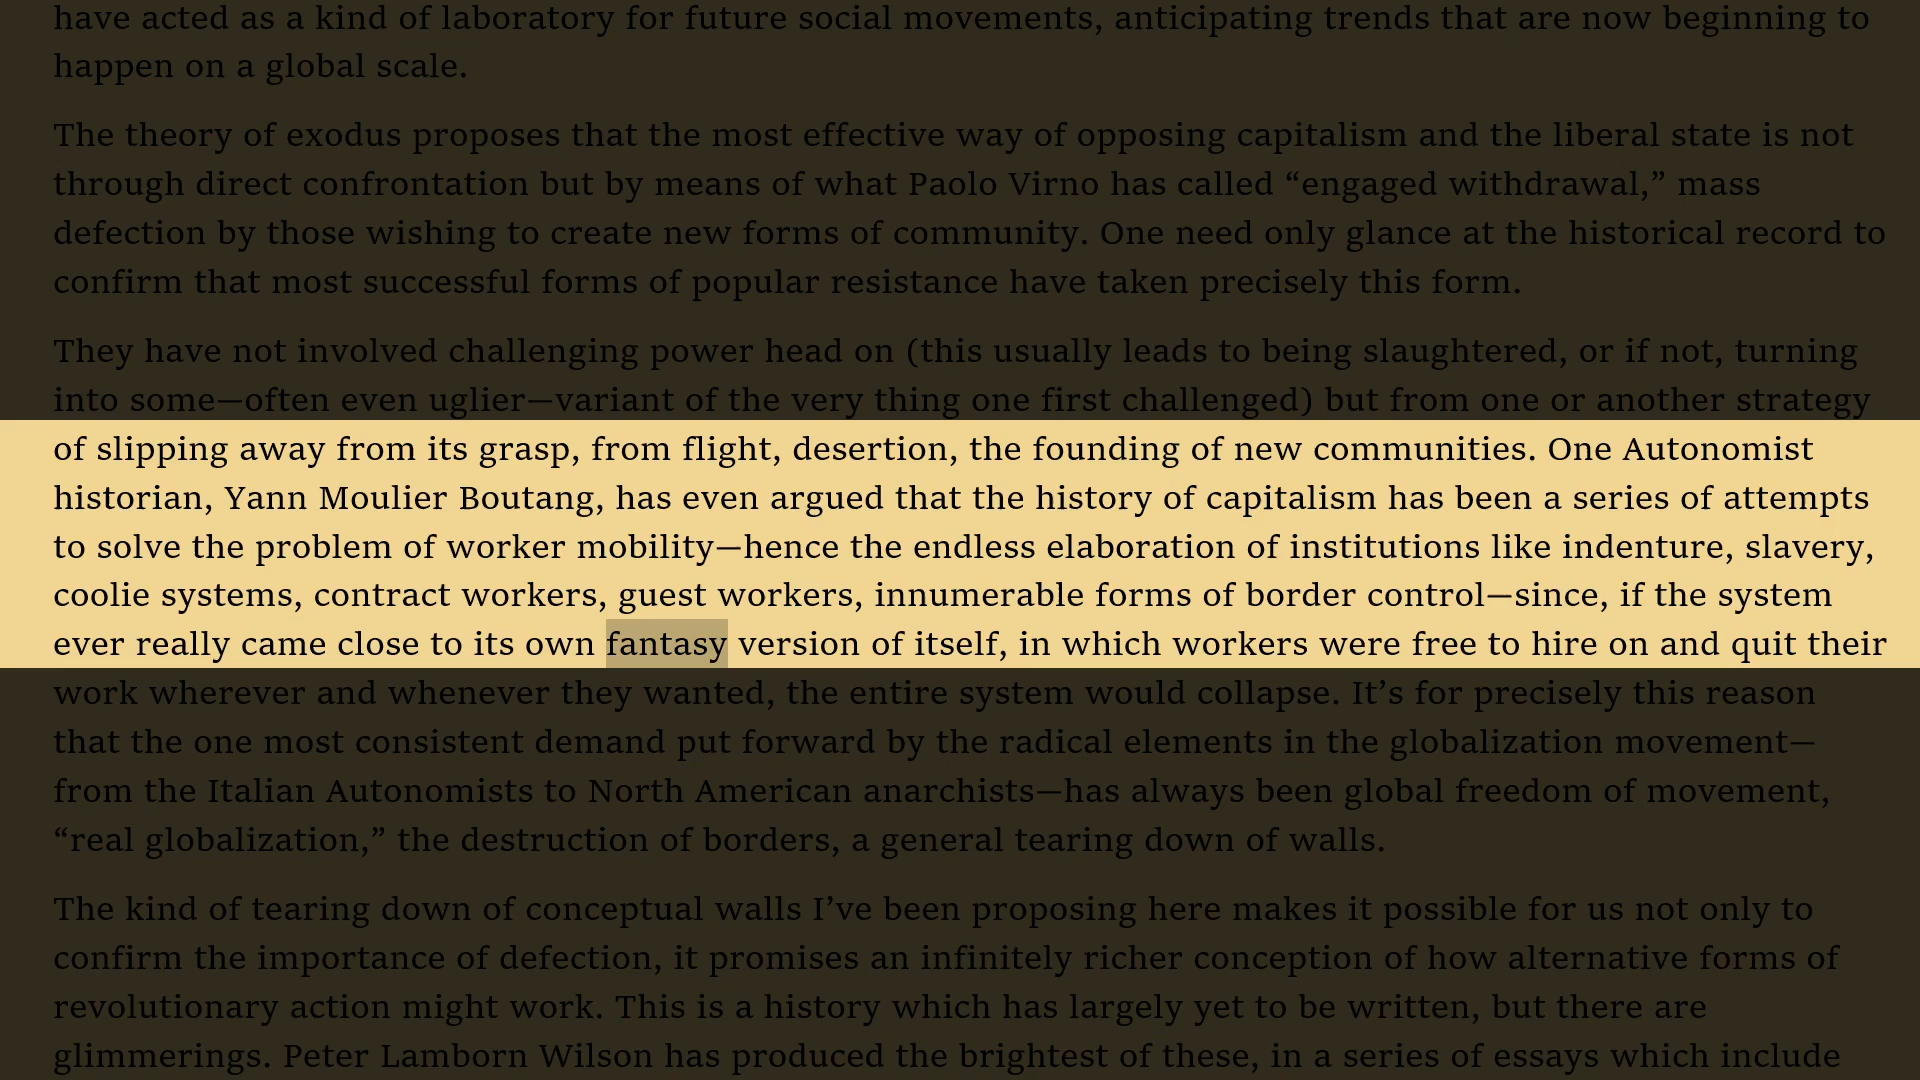 have acted as a kind of laboratory for future social movements, anticipating trends that are now beginning to
happen on a global scale.
The theory of exodus proposes that the most effective way of opposing capitalism and the liberal state is not
through direct confrontation but by means of what Paolo Virno has called “engaged withdrawal,” mass
defection by those wishing to create new forms of community. One need only glance at the historical record to
confirm that most successful forms of popular resistance have taken precisely this form.
They have not involved challenging power head on (this usually leads to being slaughtered, or if not, turning
into some—often even uglier—variant of the very thing one first challenged) but from one or another strategy
of slipping away from its grasp, from flight, desertion, the founding of new communities. One Autonomist
historian, Yann Moulier Boutang, has even argued that the history of capitalism has been a series of attempts
to solve the problem of worker mobility—hence the endless elaboration of institutions like indenture, slavery,
coolie systems, contract workers, guest workers, innumerable forms of border control—since, if the system
ever really came close to its own fantasy version of itself, in which workers were free to hire on and quit their
work wherever and whenever they wanted, the entire system would collapse. It’s for precisely this reason
that the one most consistent demand put forward by the radical elements in the globalization movement—
from the Italian Autonomists to North American anarchists—has always been global freedom of movement,
“real globalization,” the destruction of borders, a general tearing down of walls.
The kind of tearing down of conceptual walls I’ve been proposing here makes it possible for us not only to
confirm the importance of defection, it promises an infinitely richer conception of how alternative forms of
revolutionary action might work. This is a history which has largely yet to be written, but there are
glimmerings. Peter Lamborn Wilson has produced the brightest of these, in a series of essays which include